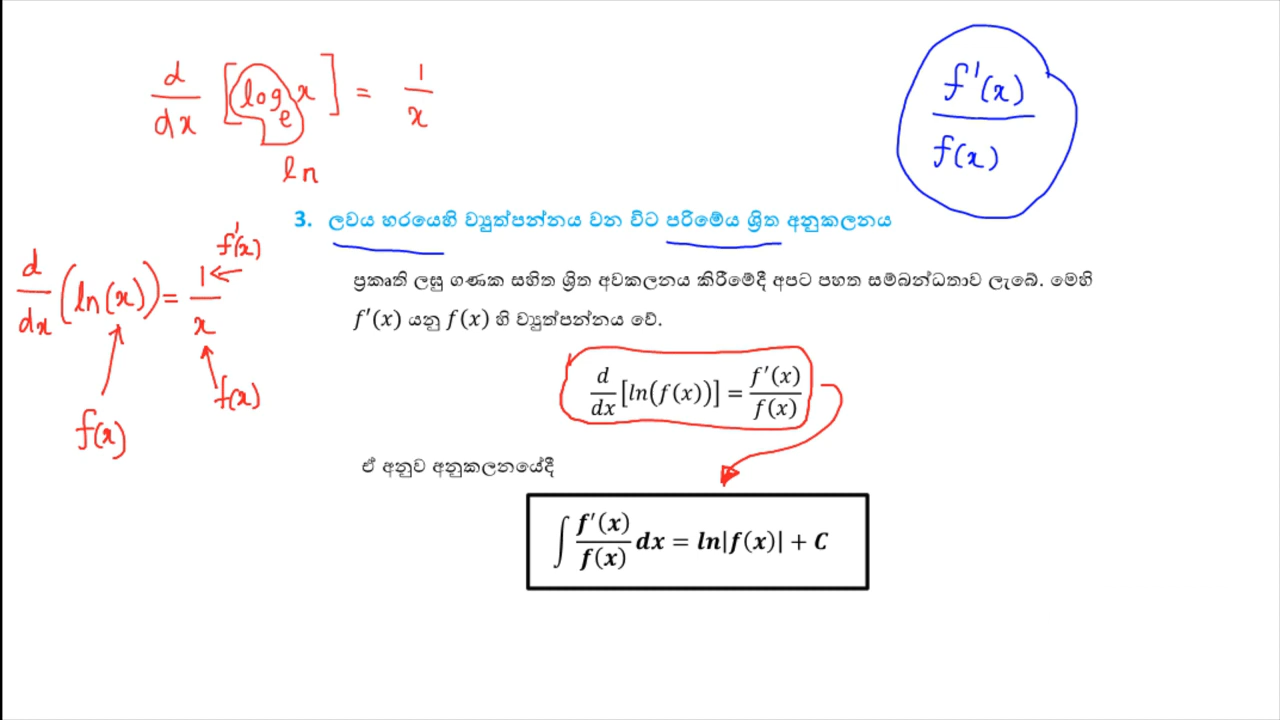 d/dx [log_e x] = 1/x
ln
f'(x)/f(x)
3. ලවය හරයෙහි ව්‍යුත්පන්නය වන විට පරිමේය ශ්‍රිත අනුකලනය
f'(x)
d/dx (ln(x)) = 1/x
f(x)
f(x)
ප්‍රකෘති ලඝු ගණක සහිත ශ්‍රිත අවකලනය කිරීමේදී අපට පහත සම්බන්ධතාව ලැබේ. මෙහි
f'(x) යනු f(x) හි ව්‍යුත්පන්නය වේ.
d/dx [ln(f(x))] = f'(x)/f(x)
ඒ අනුව අනුකලනයේදී
∫ f'(x)/f(x) dx = ln|f(x)| + C